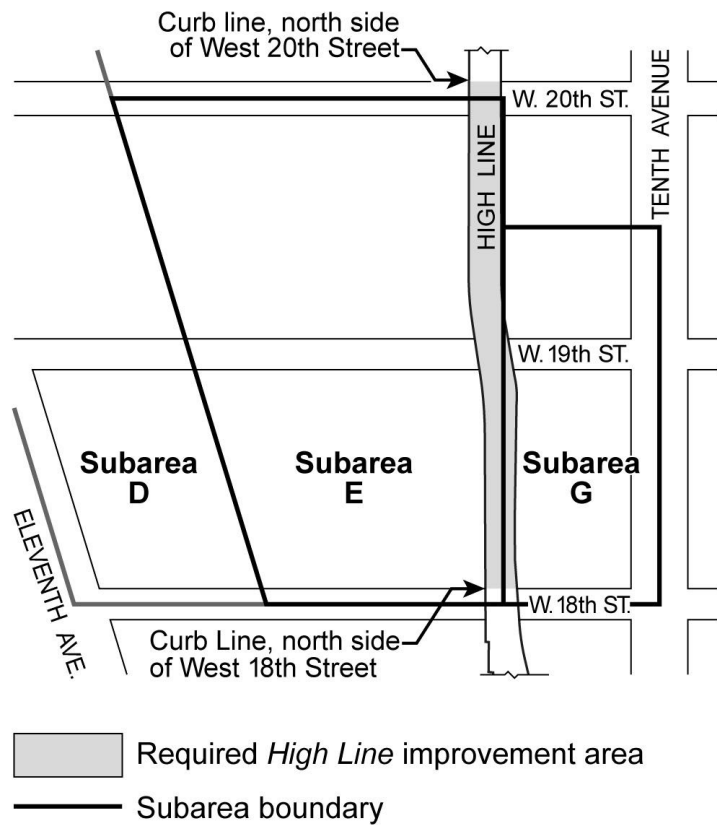 Curb line, north side
of West 20th Street
W. 20th ST.
TENTH AVENUE
HIGH LINE
W. 19th ST.
Subarea
D
Subarea
E
Subarea
G
ELEVENTH AVE.
W. 18th ST.
Curb Line, north side
of West 18th Street
Required High Line improvement area
Subarea boundary